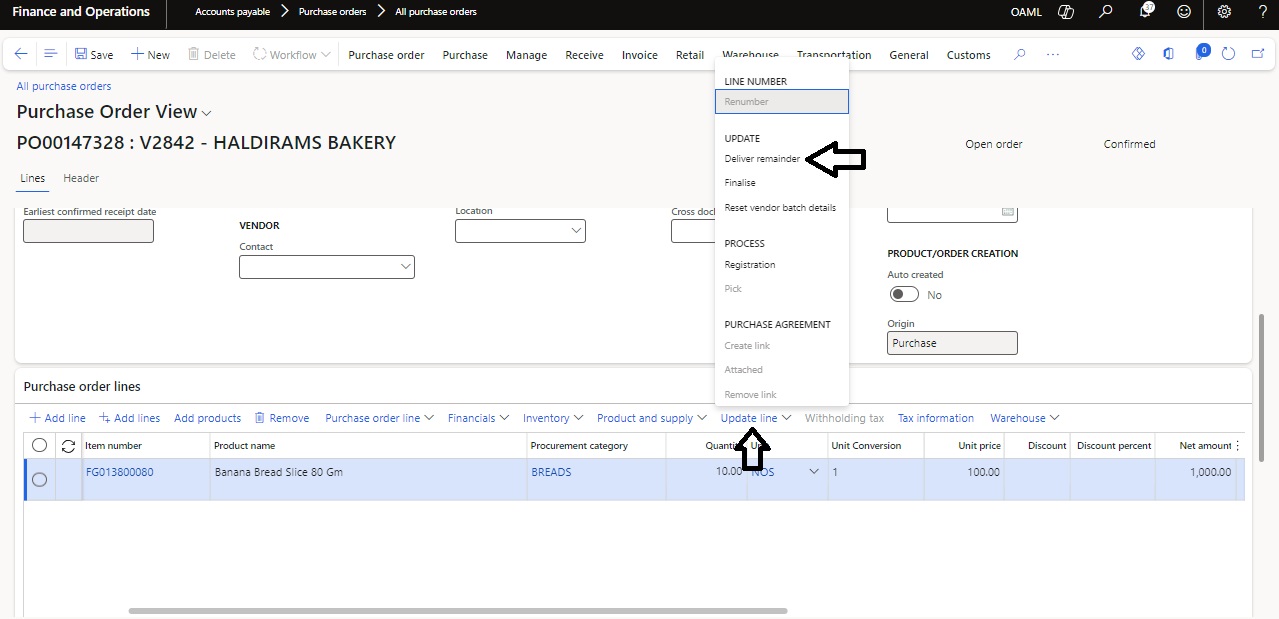 Finance and Operations
Accounts payable
Purchase orders
All purchase orders
OAML
37
?
Save
New
Delete
Workflow
Purchase order
Purchase
Manage
Receive
Invoice
Retail
Warehouse
Transportation
General
Customs
0
All purchase orders
Purchase Order View
PO00147328 : V2842 - HALDIRAMS BAKERY
Open order
Confirmed
Lines
Header
LINE NUMBER
Renumber
UPDATE
Deliver remainder
Finalise
Reset vendor batch details
PROCESS
Registration
Pick
PURCHASE AGREEMENT
Create link
Attached
Remove link
Earliest confirmed receipt date
VENDOR
Contact
Location
Cross doc
PRODUCT/ORDER CREATION
Auto created
No
Origin
Purchase
Purchase order lines
Add line
Add lines
Add products
Remove
Purchase order line
Financials
Inventory
Product and supply
Update line
Withholding tax
Tax information
Warehouse
Item number
Product name
Procurement category
Quantit
Unit Conversion
Unit price
Discount
Discount percent
Net amount
FG013800080
Banana Bread Slice 80 Gm
BREADS
10.00
NOS
1
100.00
1,000.00